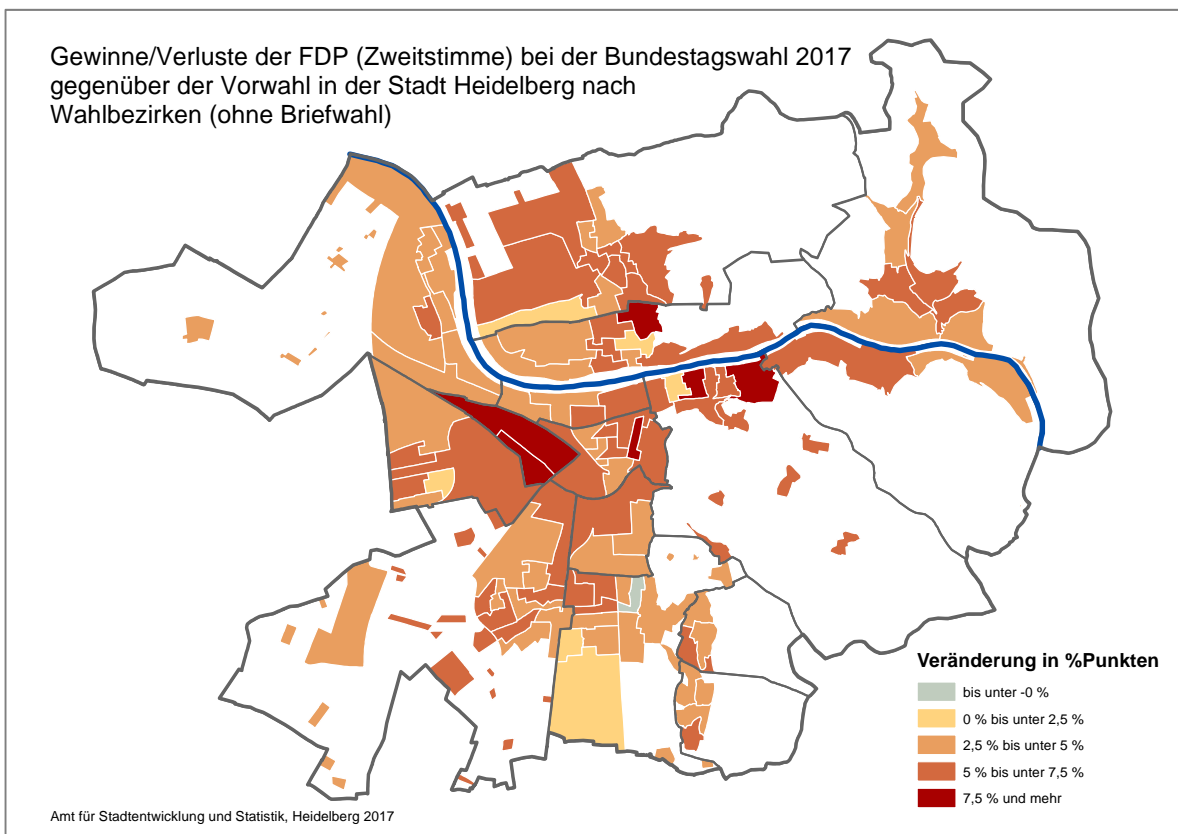 Gewinne/Verluste der FDP (Zweitstimme) bei der Bundestagswahl 2017
gegenüber der Vorwahl in der Stadt Heidelberg nach
Wahlbezirken (ohne Briefwahl)
Veränderung in %Punkten
bis unter -0 %
0 % bis unter 2,5 %
2,5 % bis unter 5 %
5 % bis unter 7,5 %
7,5 % und mehr
Amt für Stadtentwicklung und Statistik, Heidelberg 2017